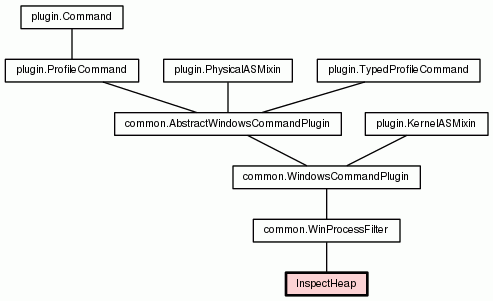 plugin.Command
plugin.ProfileCommand
plugin.PhysicalASMixin
plugin.TypedProfileCommand
common.AbstractWindowsCommandPlugin
plugin.KernelASMixin
common.WindowsCommandPlugin
common.WinProcessFilter
InspectHeap